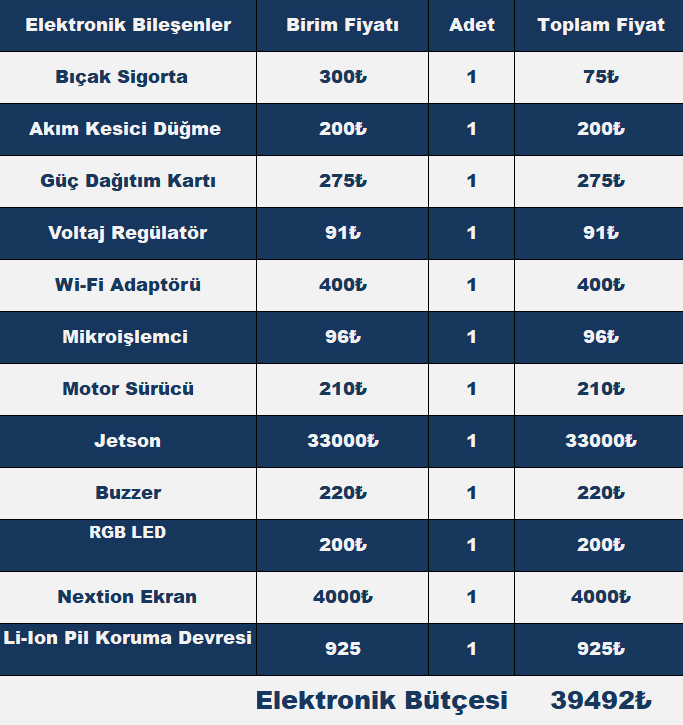 Elektronik Bileşenler Birim Fiyatı Adet Toplam Fiyat
Bıçak Sigorta 300₺ 1 75₺
Akım Kesici Düğme 200₺ 1 200₺
Güç Dağıtım Kartı 275₺ 1 275₺
Voltaj Regülatör 91₺ 1 91₺
Wi-Fi Adaptörü 400₺ 1 400₺
Mikroişlemci 96₺ 1 96₺
Motor Sürücü 210₺ 1 210₺
Jetson 33000₺ 1 33000₺
Buzzer 220₺ 1 220₺
RGB LED 200₺ 1 200₺
Nextion Ekran 4000₺ 1 4000₺
Li-Ion Pil Koruma Devresi 925 1 925₺
Elektronik Bütçesi 39492₺